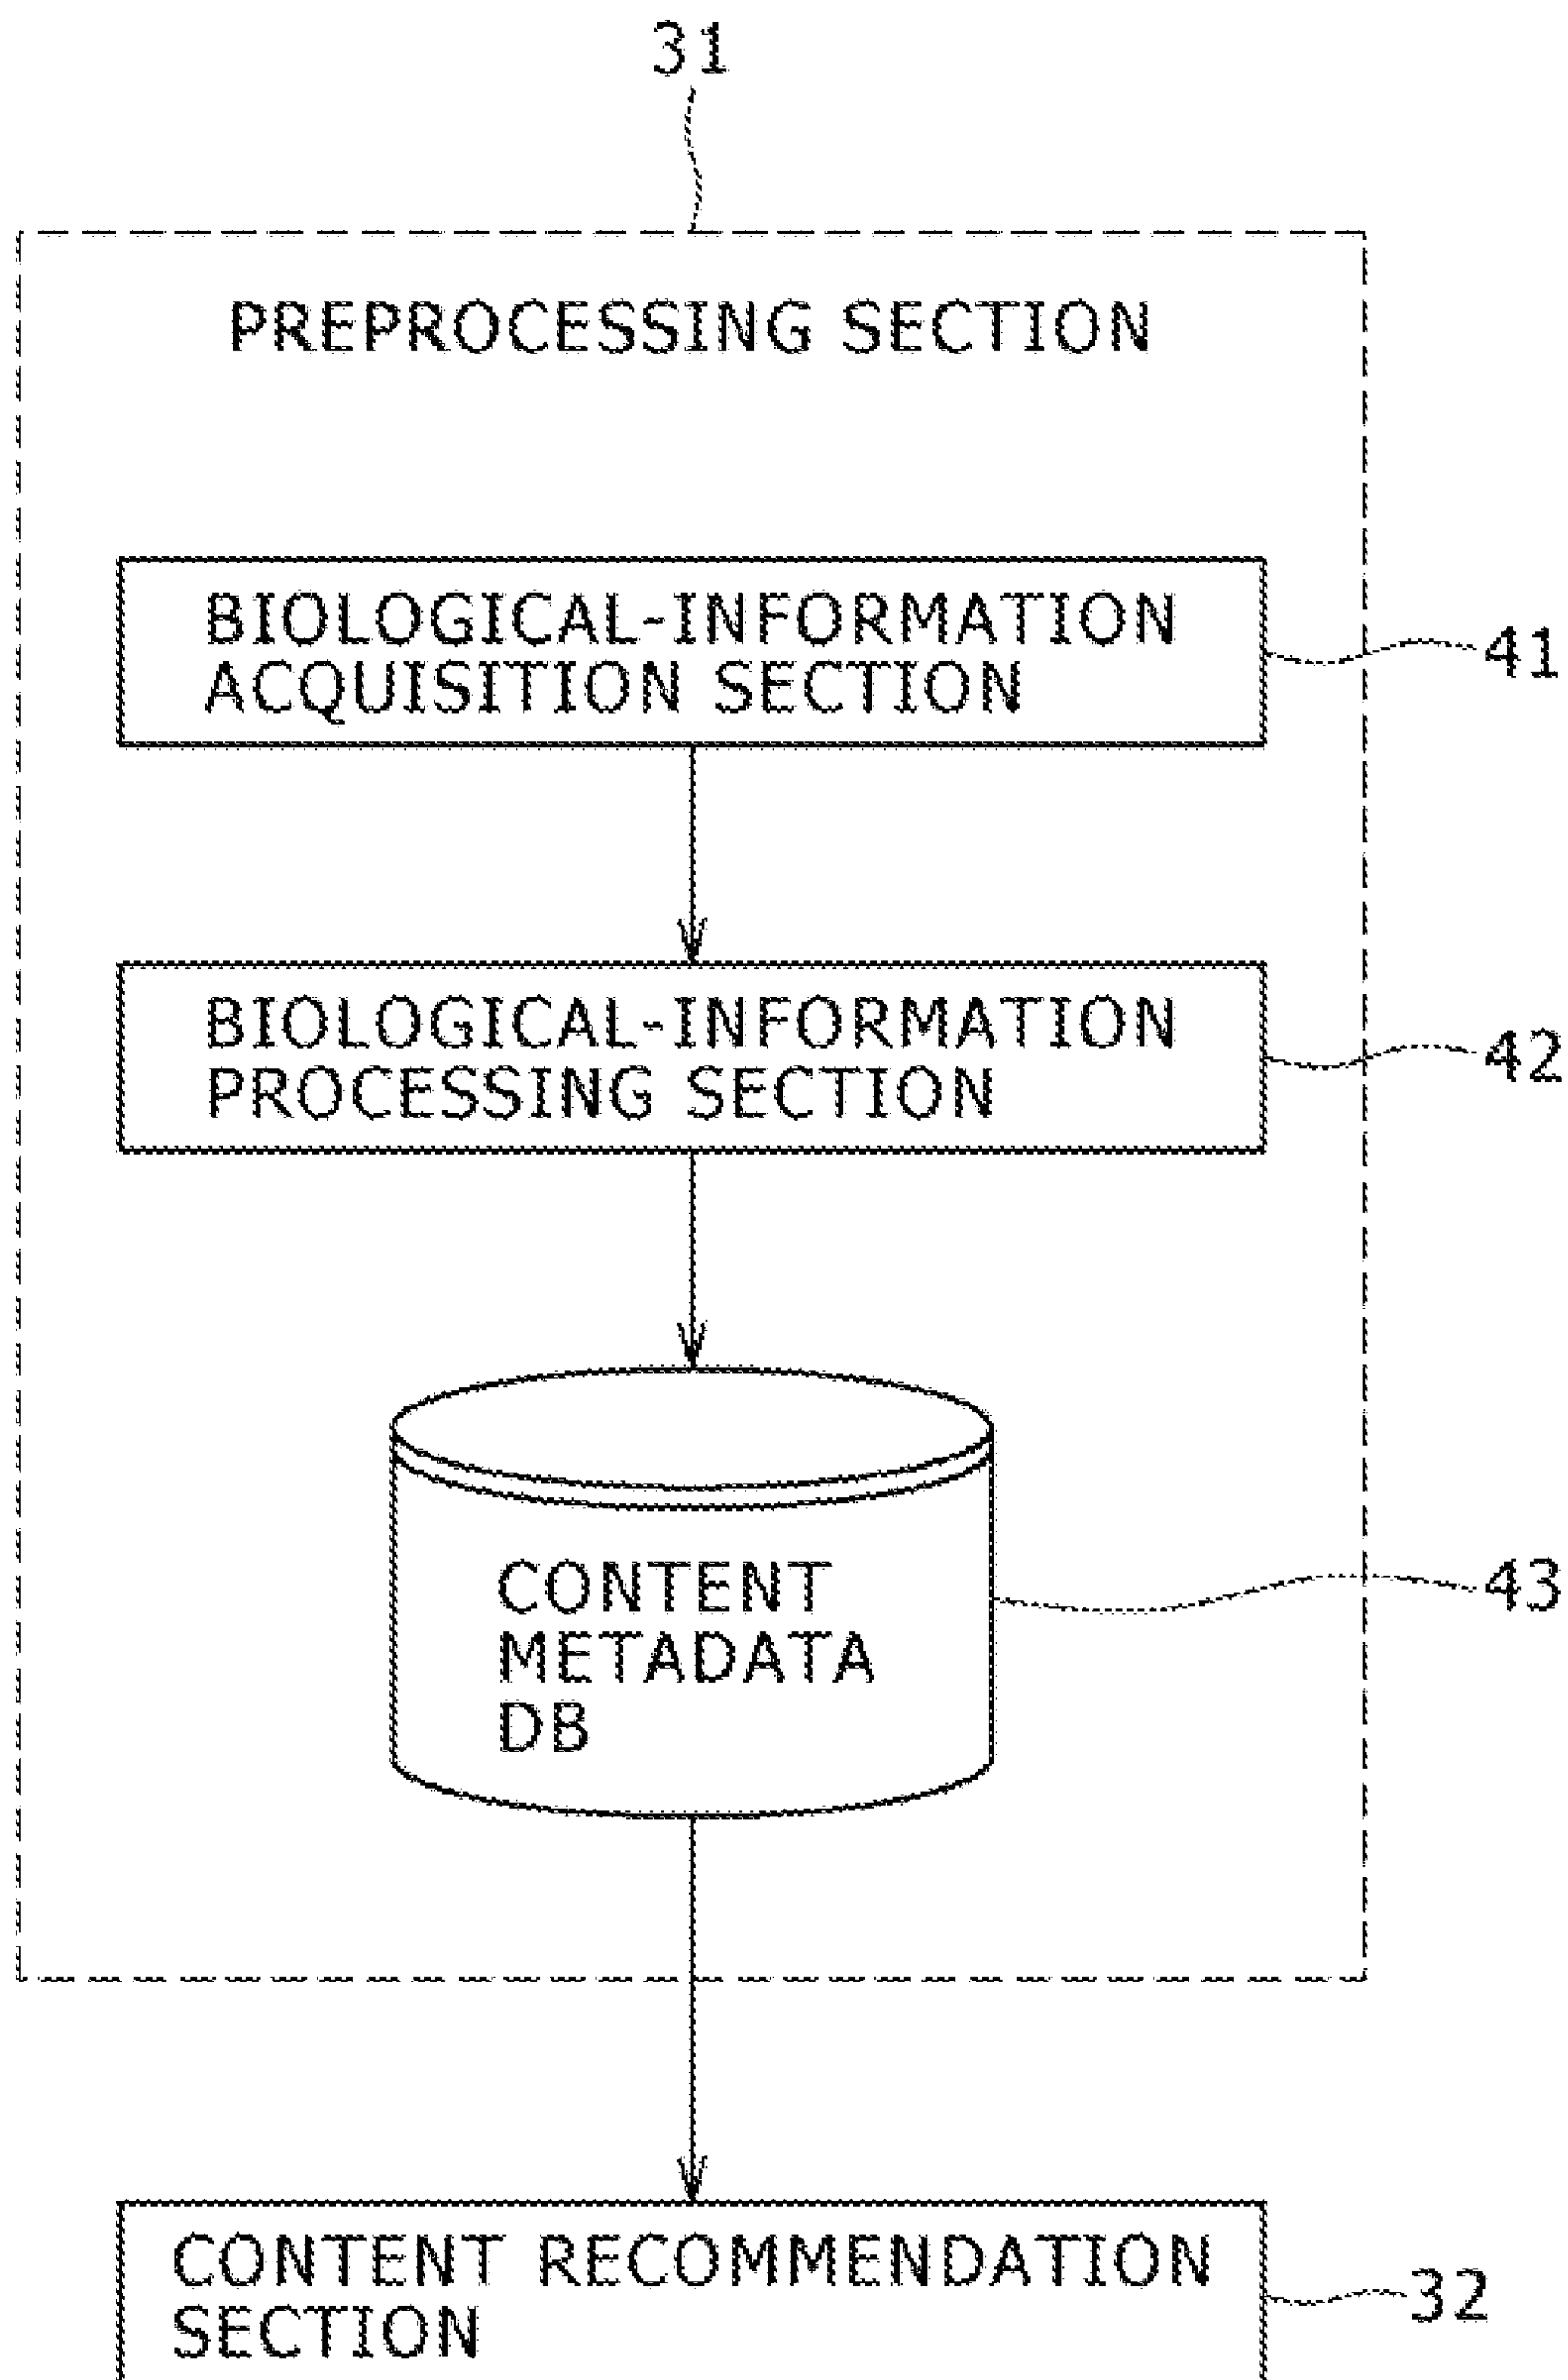 31
PREPROCESSING SECTION
BIOLOGICAL-INFORMATION
ACQUISITION SECTION
41
BIOLOGICAL-INFORMATION
PROCESSING SECTION
42
CONTENT
METADATA
DB
43
CONTENT RECOMMENDATION
SECTION
32